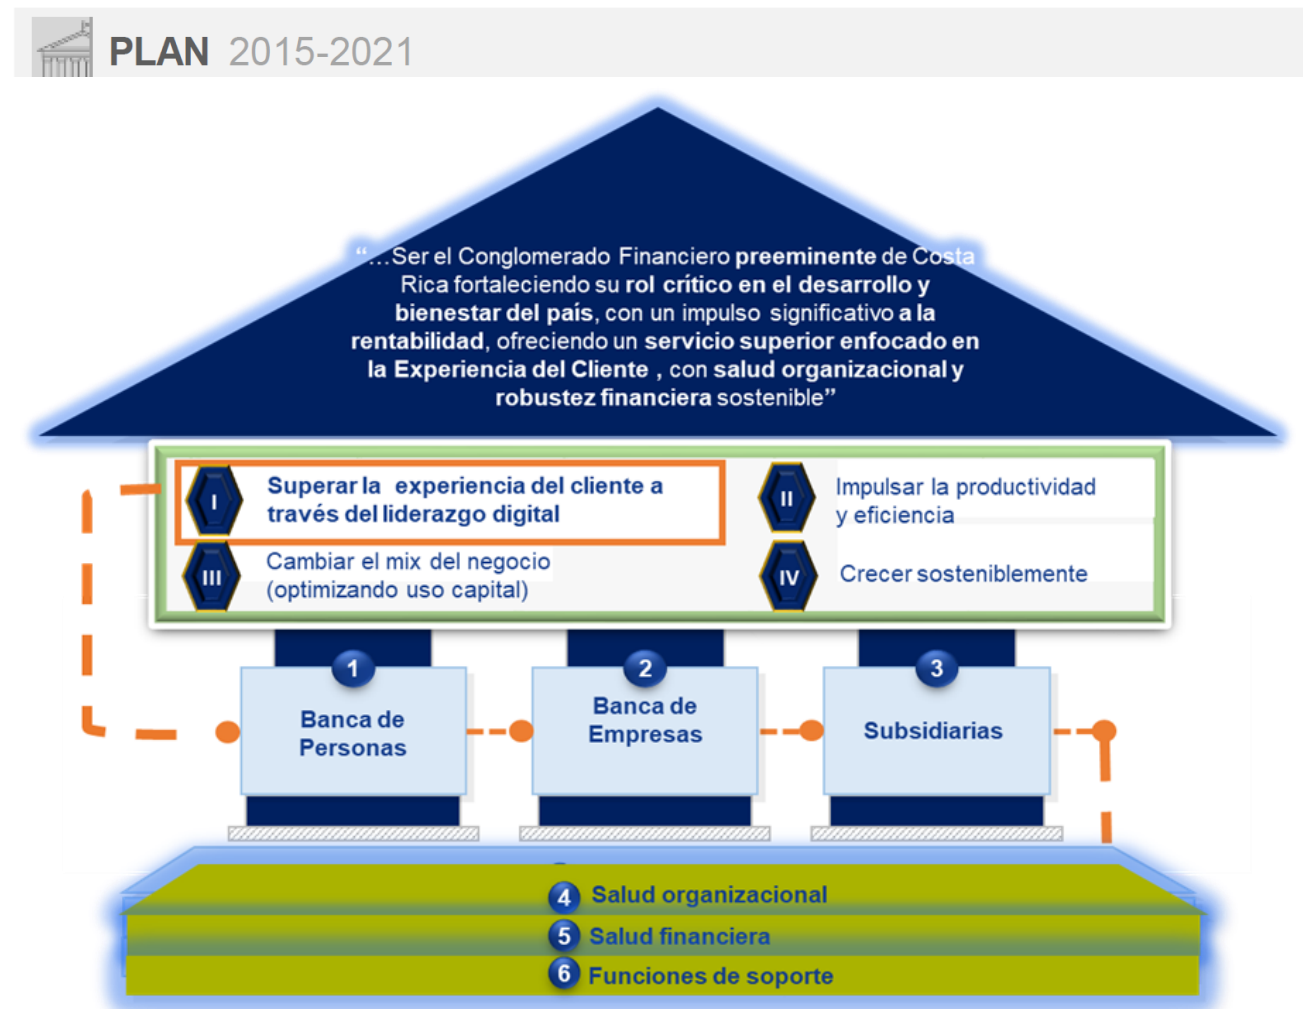 PLAN 2015-2021
“…Ser el Conglomerado Financiero preeminente de Costa
Rica fortaleciendo su rol crítico en el desarrollo y
bienestar del país, con un impulso significativo a la
rentabilidad, ofreciendo un servicio superior enfocado en
la Experiencia del Cliente , con salud organizacional y
robustez financiera sostenible”
I
Superar la experiencia del cliente a
través del liderazgo digital
II
Impulsar la productividad
y eficiencia
III
Cambiar el mix del negocio
(optimizando uso capital)
IV
Crecer sosteniblemente
1
Banca de
Personas
2
Banca de
Empresas
3
Subsidiarias
4 Salud organizacional
5 Salud financiera
6 Funciones de soporte